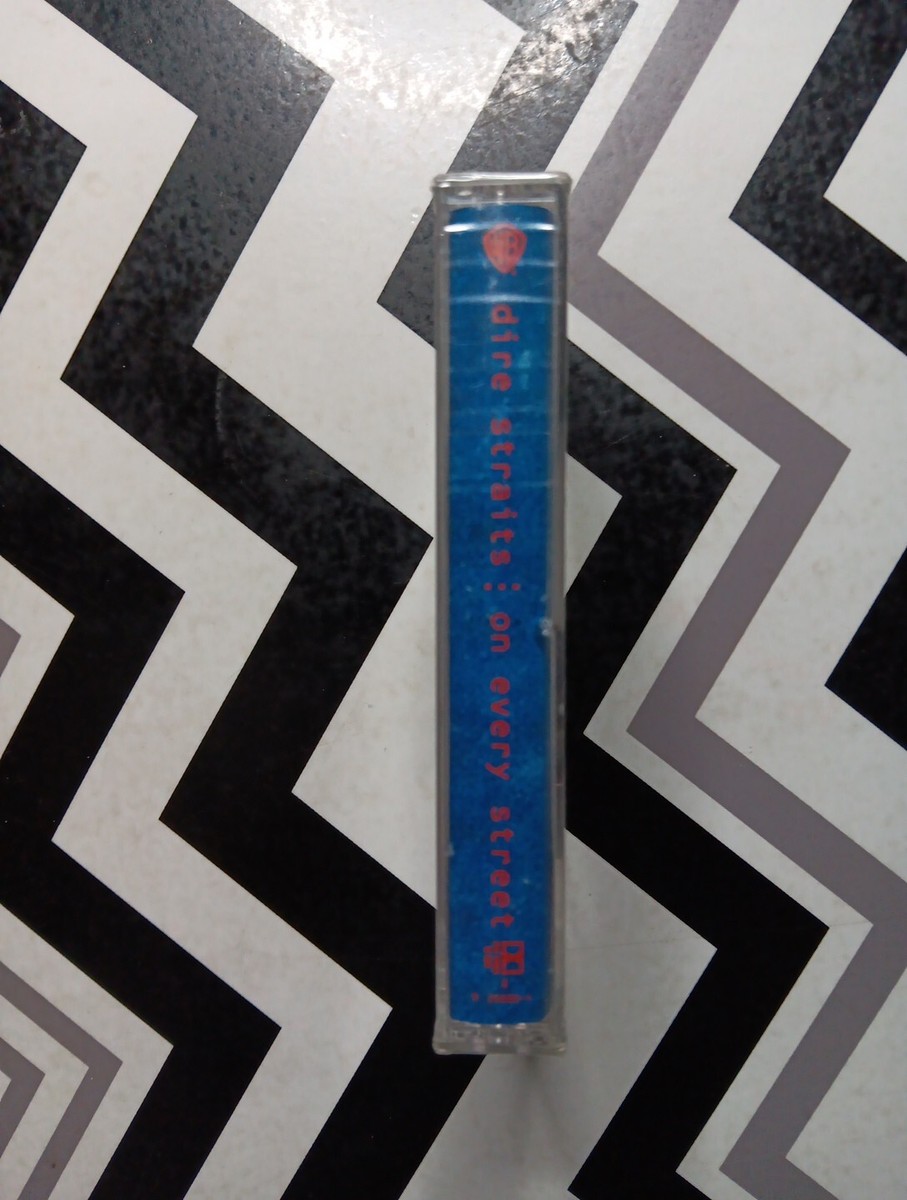 dire straits : on every street